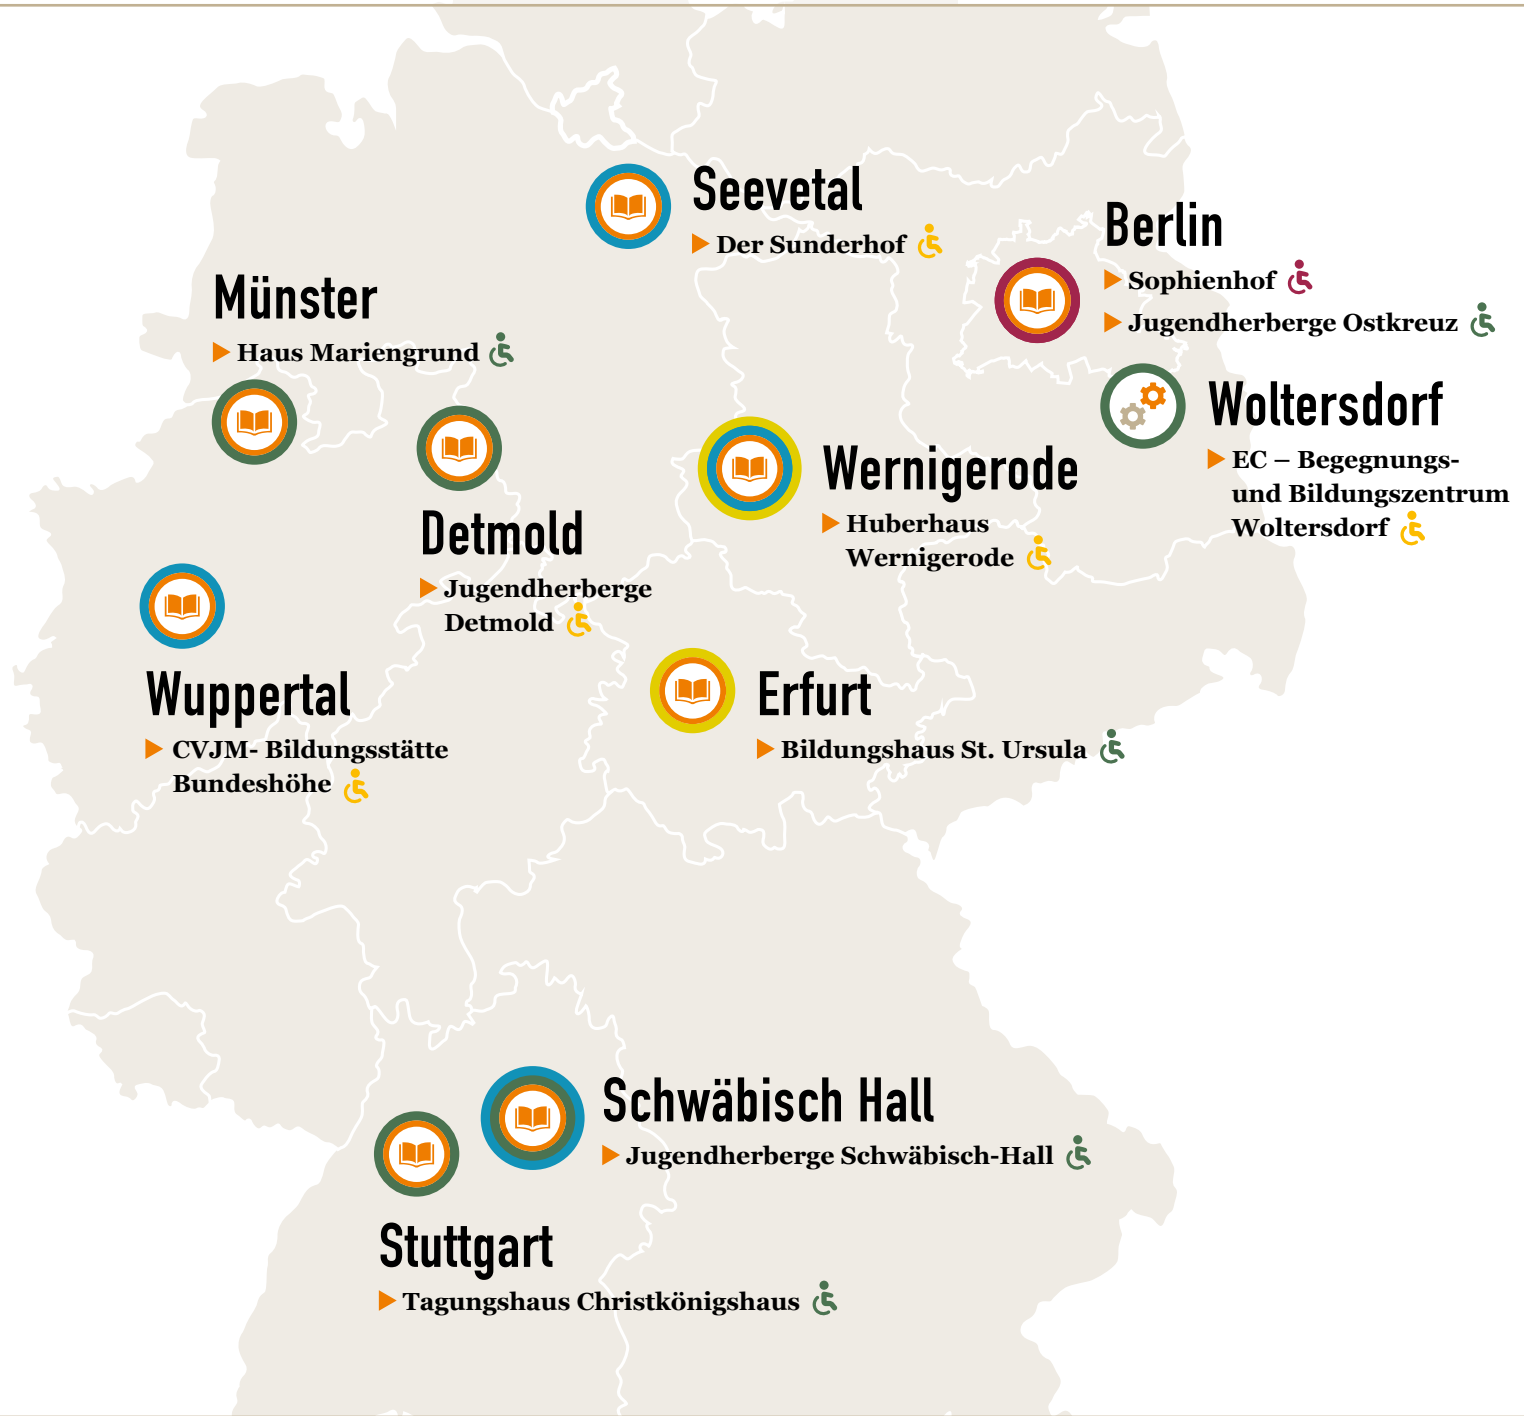 Seevetal
Der Sunderhof
Berlin
Sophienhof
Jugendherberge Ostkreuz
Münster
Haus Mariengrund
Woltersdorf
EC – Begegnungs-
und Bildungszentrum
Woltersdorf
Wernigerode
Huberhaus
Wernigerode
Detmold
Jugendherberge
Detmold
Wuppertal
CVJM- Bildungsstätte
Bundeshöhe
Erfurt
Bildungshaus St. Ursula
Schwäbisch Hall
Jugendherberge Schwäbisch-Hall
Stuttgart
Tagungshaus Christkönigshaus